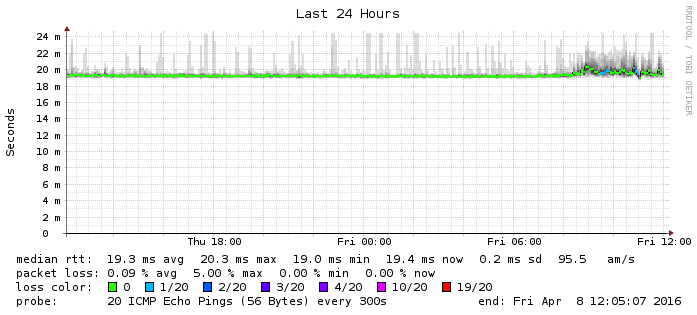 Last 24 Hours
RRDTOOL / TOBI OETIKER
Seconds
24 m
22 m
20 m
18 m
16 m
14 m
12 m
10 m
8 m
6 m
4 m
2 m
0
Thu 18:00 Fri 00:00 Fri 06:00 Fri 12:00
median rtt: 19.3 ms avg 20.3 ms max 19.0 ms min 19.4 ms now 0.2 ms sd 95.5 am/s
packet loss: 0.09 % avg 5.00 % max 0.00 % min 0.00 % now
loss color: 0 1/20 2/20 3/20 4/20 10/20 19/20
probe: 20 ICMP Echo Pings (56 Bytes) every 300s end: Fri Apr 8 12:05:07 2016